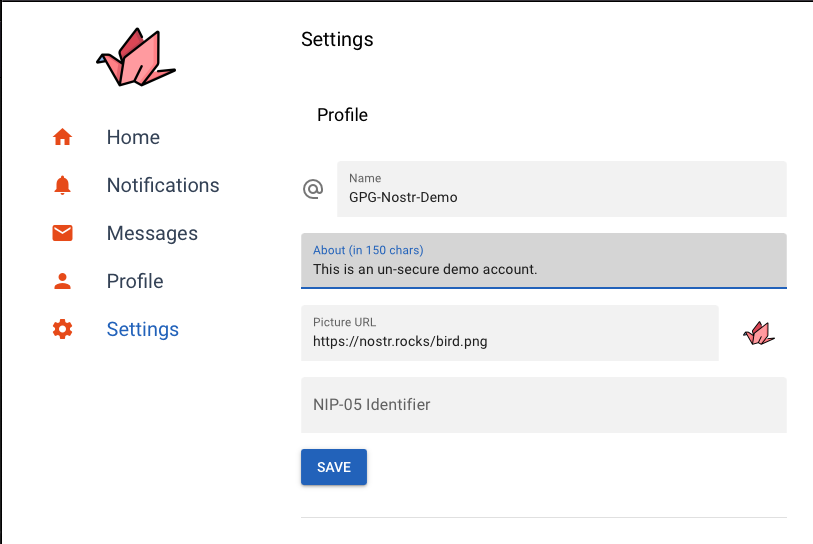 Settings
Home
Notifications
Messages
Profile
Settings
Profile
@
Name
GPG-Nostr-Demo
About (in 150 chars)
This is an un-secure demo account.
Picture URL
https://nostr.rocks/bird.png
NIP-05 Identifier
SAVE